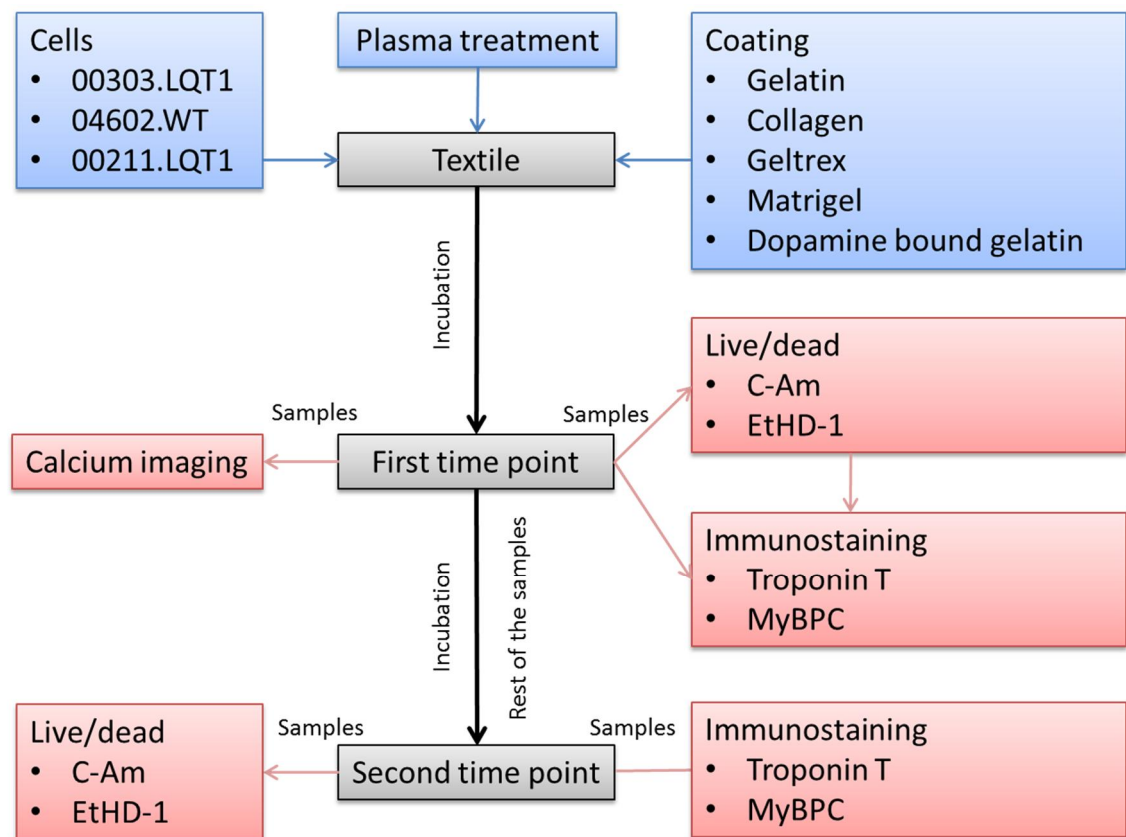 Cells
• 00303.LQT1
• 04602.WT
• 00211.LQT1
Plasma treatment
Coating
• Gelatin
• Collagen
• Geltrex
• Matrigel
• Dopamine bound gelatin
Textile
Incubation
Live/dead
• C-Am
• EtHD-1
Samples
Samples
Calcium imaging
First time point
Immunostaining
• Troponin T
• MyBPC
Incubation
Rest of the samples
Live/dead
• C-Am
• EtHD-1
Samples
Second time point
Samples
Immunostaining
• Troponin T
• MyBPC